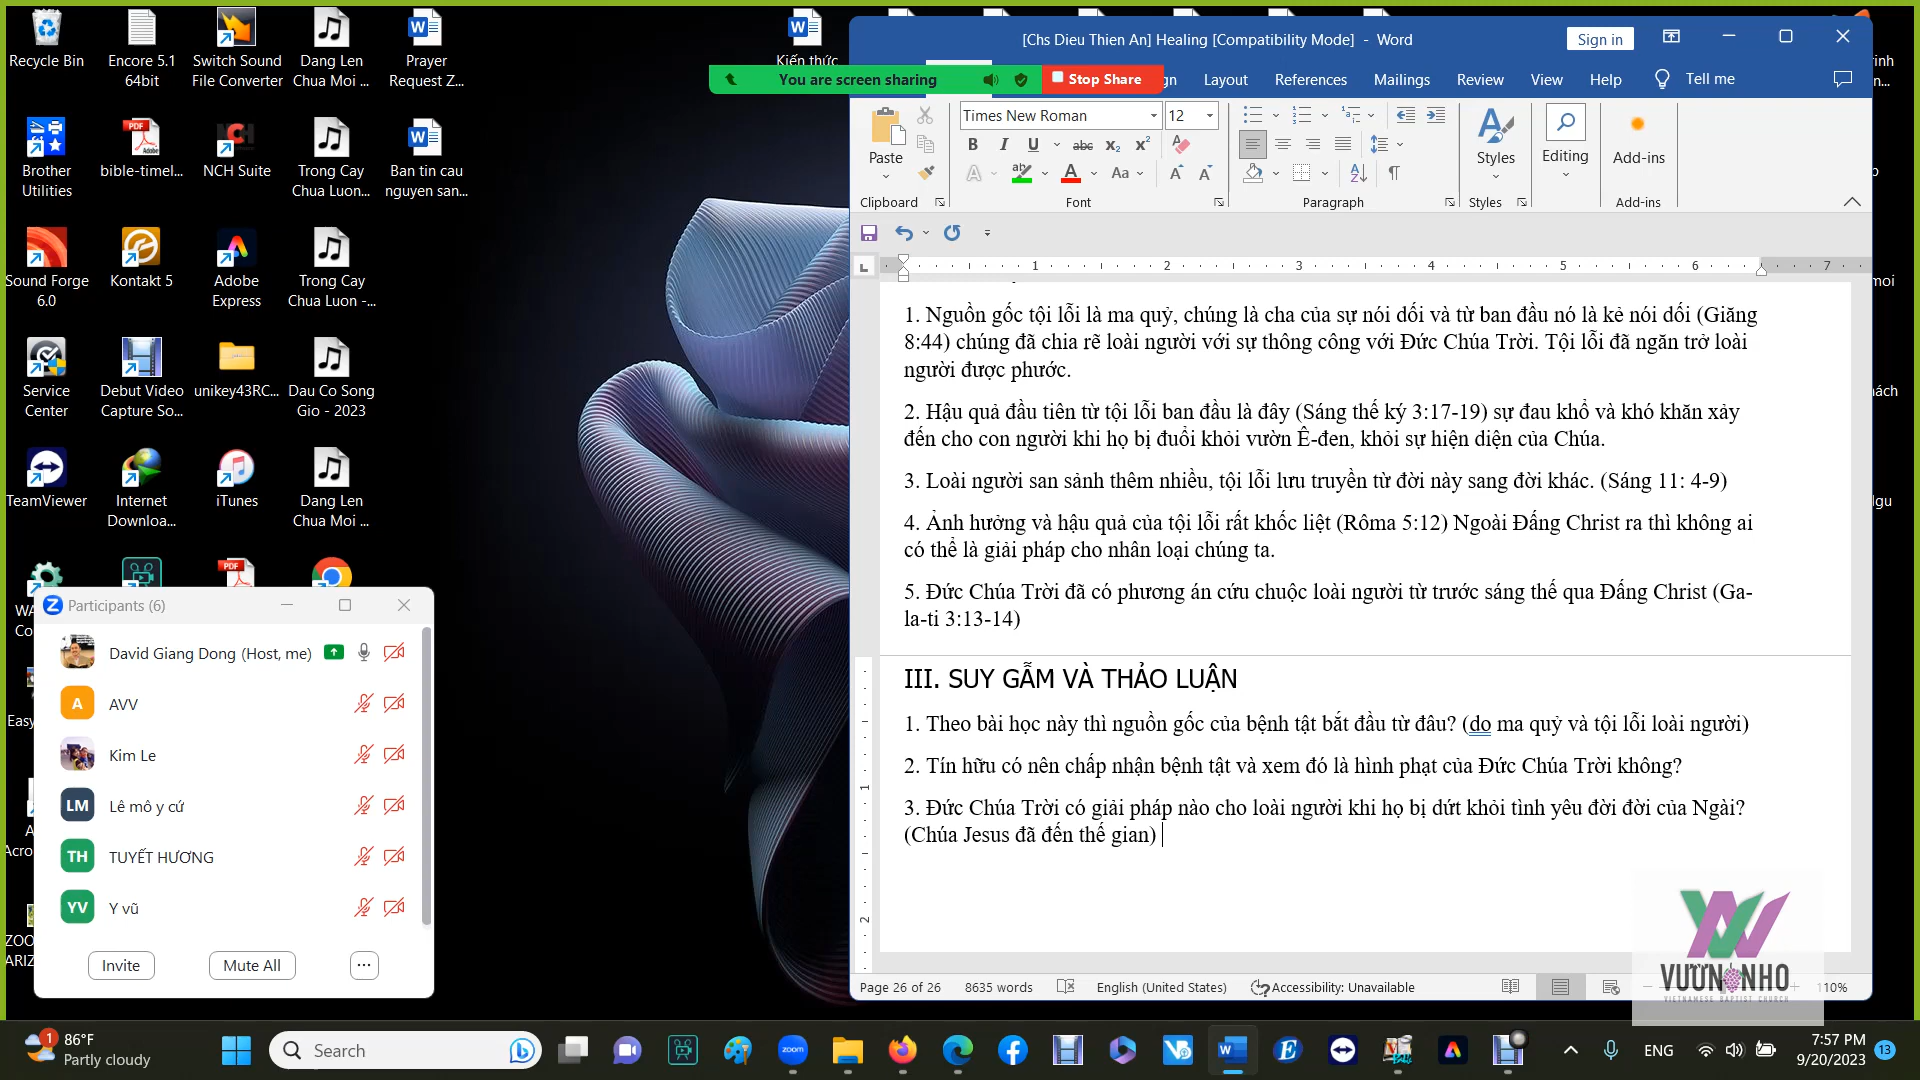 Recycle Bin
Encore 5.1
64bit
Switch Sound
File Converter
Dang Len
Chua Moi ...
Prayer
Request Z...
Brother
Utilities
bible-timel...
NCH Suite
Trong Cay
Chua Luon...
Ban tin cau
nguyen san...
Sound Forge
6.0
Kontakt 5
Adobe
Express
Trong Cay
Chua Luon -...
Service
Center
Debut Video
Capture So...
unikey43RC...
Dau Co Song
Gio - 2023
TeamViewer
Internet
Downloa...
iTunes
Dang Len
Chua Moi ...
Kiến thức
Participants (6)
David Giang Dong (Host, me)
A
AVV
Kim Le
LM
Lê mô y cứ
TH
TUYẾT HƯƠNG
YV
Y vũ
Invite
Mute All
...
[Chs Dieu Thien An] Healing [Compatibility Mode] - Word
Sign in
You are screen sharing
Stop Share
Layout
References
Mailings
Review
View
Help
Tell me
Paste
Times New Roman
12
Styles
Editing
Add-ins
Clipboard
Font
Paragraph
Styles
Add-ins
1 2 3 4 5 6 7
1. Nguồn gốc tội lỗi là ma quỷ, chúng là cha của sự nói dối và từ ban đầu nó là kẻ nói dối (Giăng
8:44) chúng đã chia rẽ loài người với sự thông công với Đức Chúa Trời. Tội lỗi đã ngăn trở loài
người được phước.
2. Hậu quả đầu tiên từ tội lỗi ban đầu là đây (Sáng thế ký 3:17-19) sự đau khổ và khó khăn xảy
đến cho con người khi họ bị đuổi khỏi vườn Ê-đen, khỏi sự hiện diện của Chúa.
3. Loài người san sảnh thêm nhiều, tội lỗi lưu truyền từ đời này sang đời khác. (Sáng 11: 4-9)
4. Ảnh hưởng và hậu quả của tội lỗi rất khốc liệt (Rôma 5:12) Ngoài Đấng Christ ra thì không ai
có thể là giải pháp cho nhân loại chúng ta.
5. Đức Chúa Trời đã có phương án cứu chuộc loài người từ trước sáng thế qua Đấng Christ (Ga-
la-ti 3:13-14)
III. SUY GẪM VÀ THẢO LUẬN
1. Theo bài học này thì nguồn gốc của bệnh tật bắt đầu từ đâu? (do ma quỷ và tội lỗi loài người)
2. Tín hữu có nên chấp nhận bệnh tật và xem đó là hình phạt của Đức Chúa Trời không?
3. Đức Chúa Trời có giải pháp nào cho loài người khi họ bị dứt khỏi tình yêu đời đời của Ngài?
(Chúa Jesus đã đến thế gian)
VƯỜN NHO
VIETNAMESE BAPTIST CHURCH
Page 26 of 26
8635 words
English (United States)
Accessibility: Unavailable
110%
86°F
Partly cloudy
Search
ENG
7:57 PM
9/20/2023
13